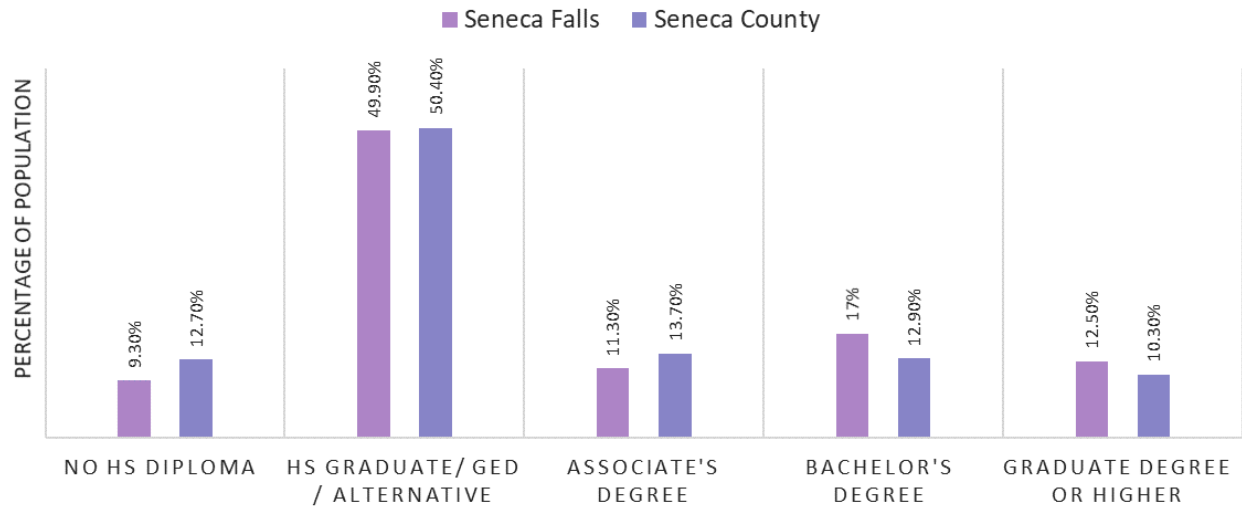 Seneca Falls
Seneca County
PERCENTAGE OF POPULATION
9.30%
12.70%
49.90%
50.40%
11.30%
13.70%
17%
12.90%
12.50%
10.30%
NO HS DIPLOMA
HS GRADUATE/ GED
/ ALTERNATIVE
ASSOCIATE'S
DEGREE
BACHELOR'S
DEGREE
GRADUATE DEGREE
OR HIGHER